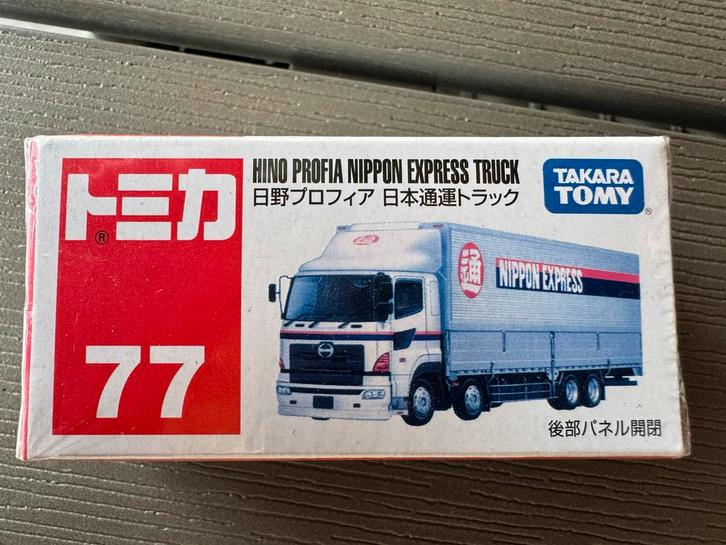 トミカ
®
77
HINO PROFIA NIPPON EXPRESS TRUCK
日野プロフィア 日本通運トラック
TAKARA
TOMY
®
通
NIPPON EXPRESS
後部パネル開閉